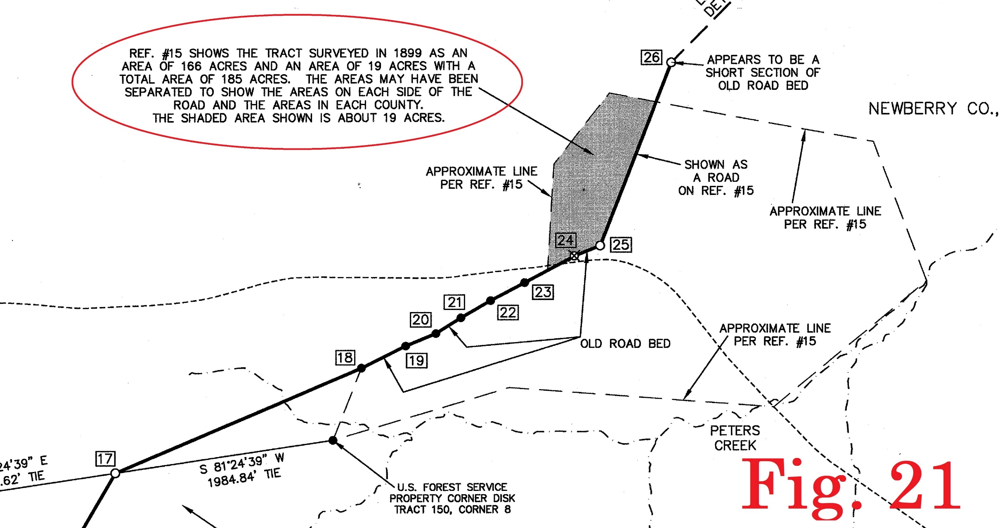 DET
REF. #15 SHOWS THE TRACT SURVEYED IN 1899 AS AN
AREA OF 166 ACRES AND AN AREA OF 19 ACRES WITH A
TOTAL AREA OF 185 ACRES. THE AREAS MAY HAVE BEEN
SEPARATED TO SHOW THE AREAS ON EACH SIDE OF THE
ROAD AND THE AREAS IN EACH COUNTY.
THE SHADED AREA SHOWN IS ABOUT 19 ACRES.
26
APPEARS TO BE A
SHORT SECTION OF
OLD ROAD BED
NEWBERRY CO.,
APPROXIMATE LINE
PER REF. #15
SHOWN AS
A ROAD
ON REF. #15
APPROXIMATE LINE
PER REF. #15
24
25
23
21
22
20
APPROXIMATE LINE
PER REF. #15
OLD ROAD BED
18
19
PETERS
CREEK
17
24'39" E
.62' TIE
S 81°24'39" W
1984.84' TIE
U.S. FOREST SERVICE
PROPERTY CORNER DISK
TRACT 150, CORNER 8
Fig. 21